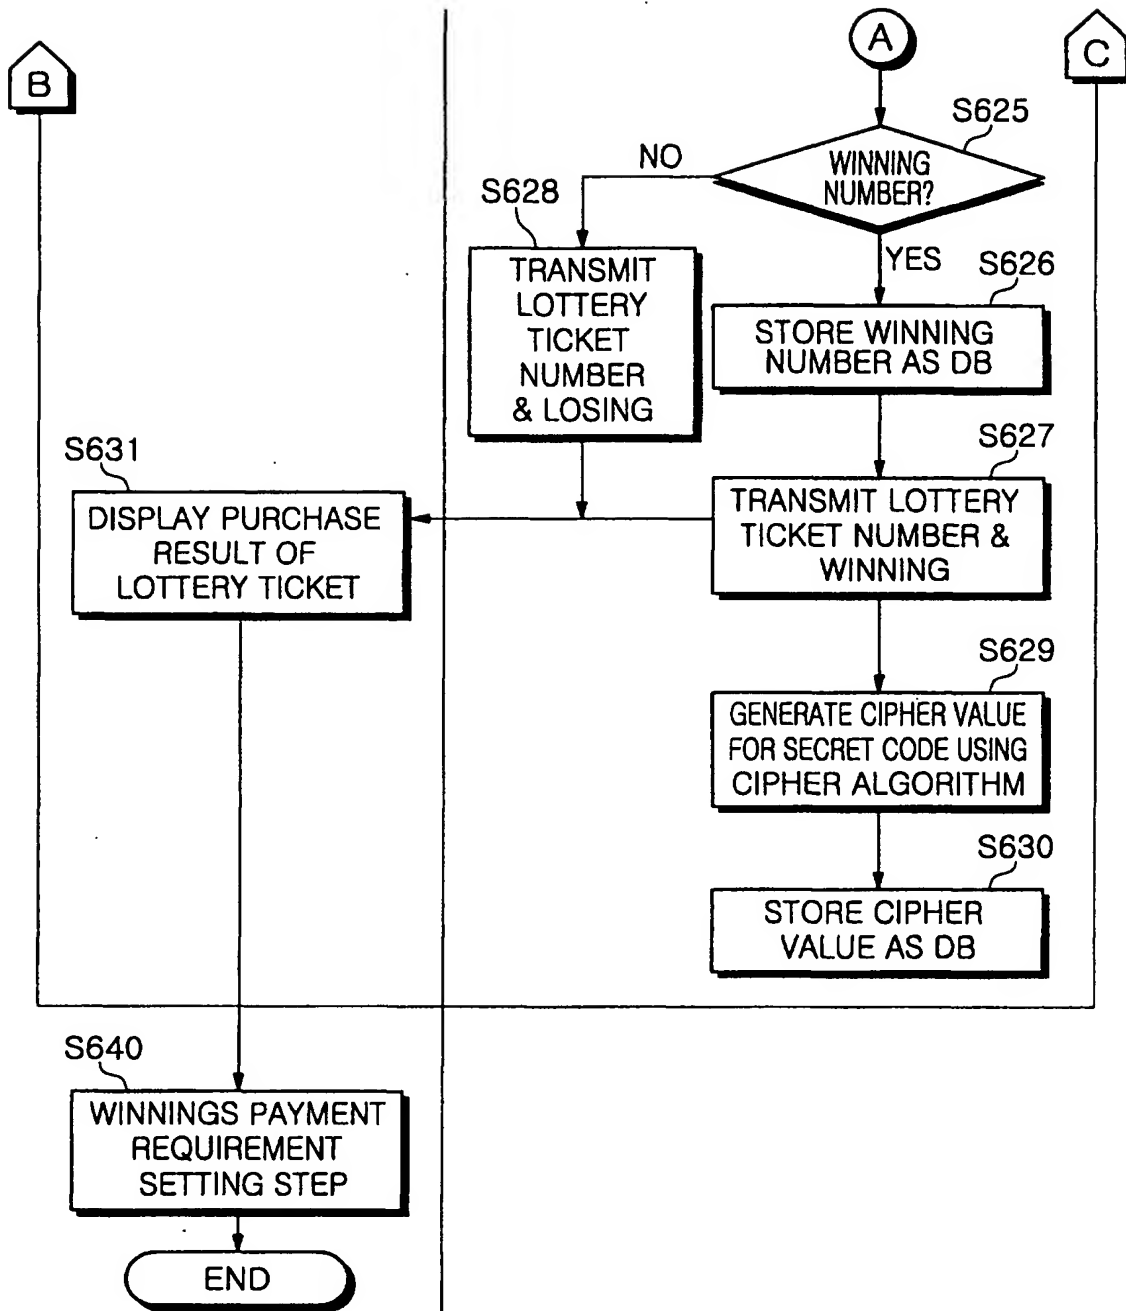 B
A
C
S625
WINNING
NUMBER?
NO
YES
S628
TRANSMIT
LOTTERY
TICKET
NUMBER
& LOSING
S626
STORE WINNING
NUMBER AS DB
S627
TRANSMIT LOTTERY
TICKET NUMBER &
WINNING
S631
DISPLAY PURCHASE
RESULT OF
LOTTERY TICKET
S629
GENERATE CIPHER VALUE
FOR SECRET CODE USING
CIPHER ALGORITHM
S630
STORE CIPHER
VALUE AS DB
S640
WINNINGS PAYMENT
REQUIREMENT
SETTING STEP
END